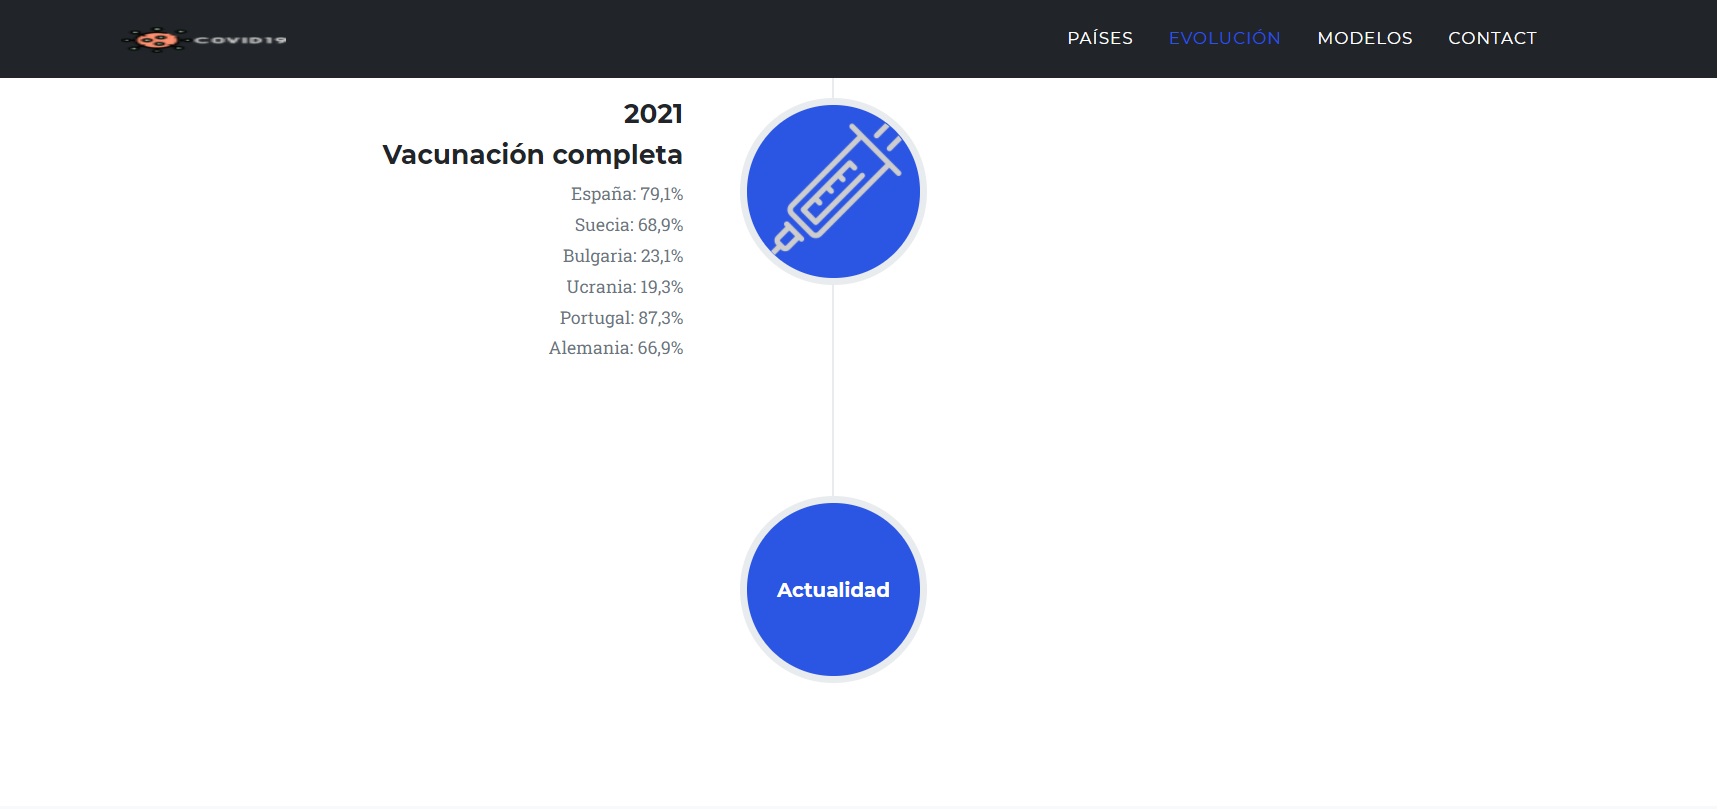 COVID19
PAÍSES EVOLUCIÓN MODELOS CONTACT
2021
Vacunación completa
España: 79,1%
Suecia: 68,9%
Bulgaria: 23,1%
Ucrania: 19,3%
Portugal: 87,3%
Alemania: 66,9%
Actualidad